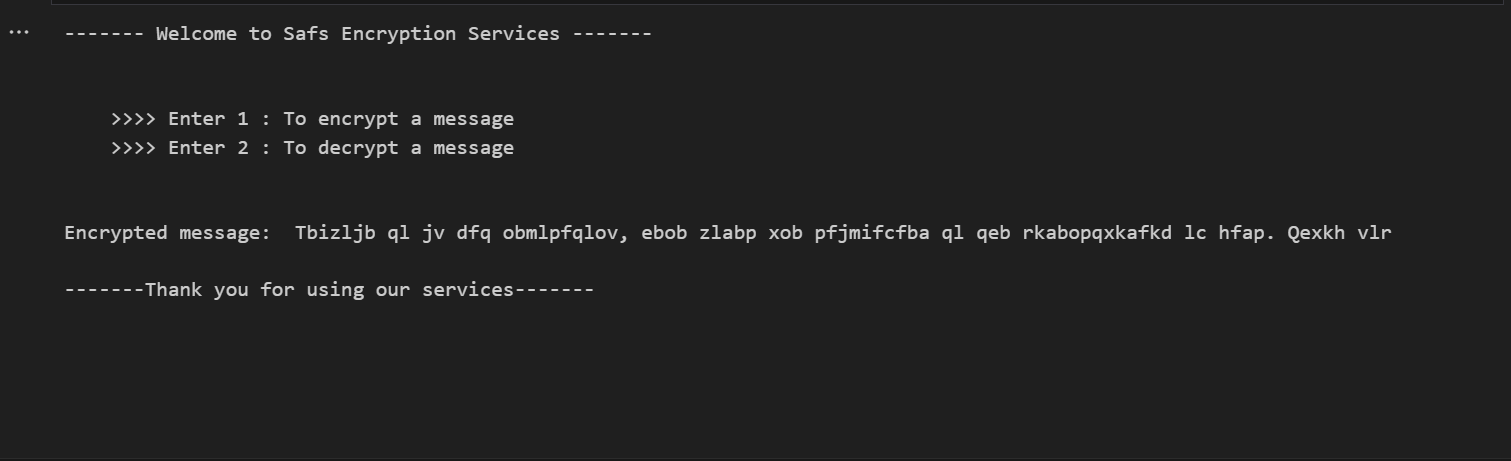 ------- Welcome to Safs Encryption Services -------
>>>> Enter 1 : To encrypt a message
>>>> Enter 2 : To decrypt a message
Encrypted message:  Tbizljb ql jv dfq obmlpfqlov, ebob zlabp xob pfjmifcfba ql qeb rkabopqxkafkd lc hfap. Qexkh vlr
-------Thank you for using our services-------